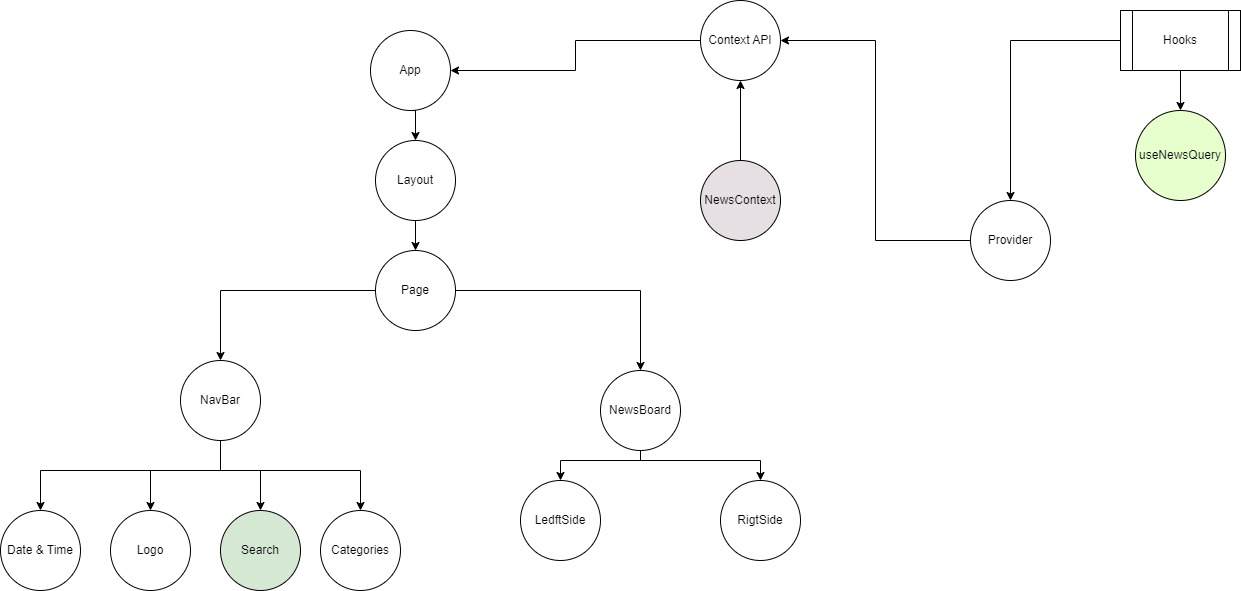 Context API
Hooks
App
useNewsQuery
Layout
NewsContext
Provider
Page
NavBar
NewsBoard
LedftSide
RigtSide
Date & Time
Logo
Search
Categories